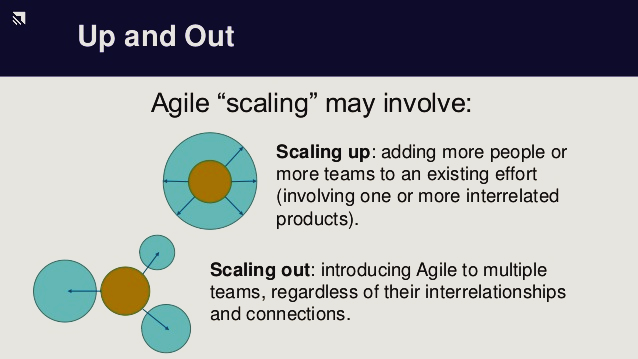 Up and Out
Agile “scaling” may involve:
Scaling up: adding more people or
more teams to an existing effort
(involving one or more interrelated
products).
Scaling out: introducing Agile to multiple
teams, regardless of their interrelationships
and connections.